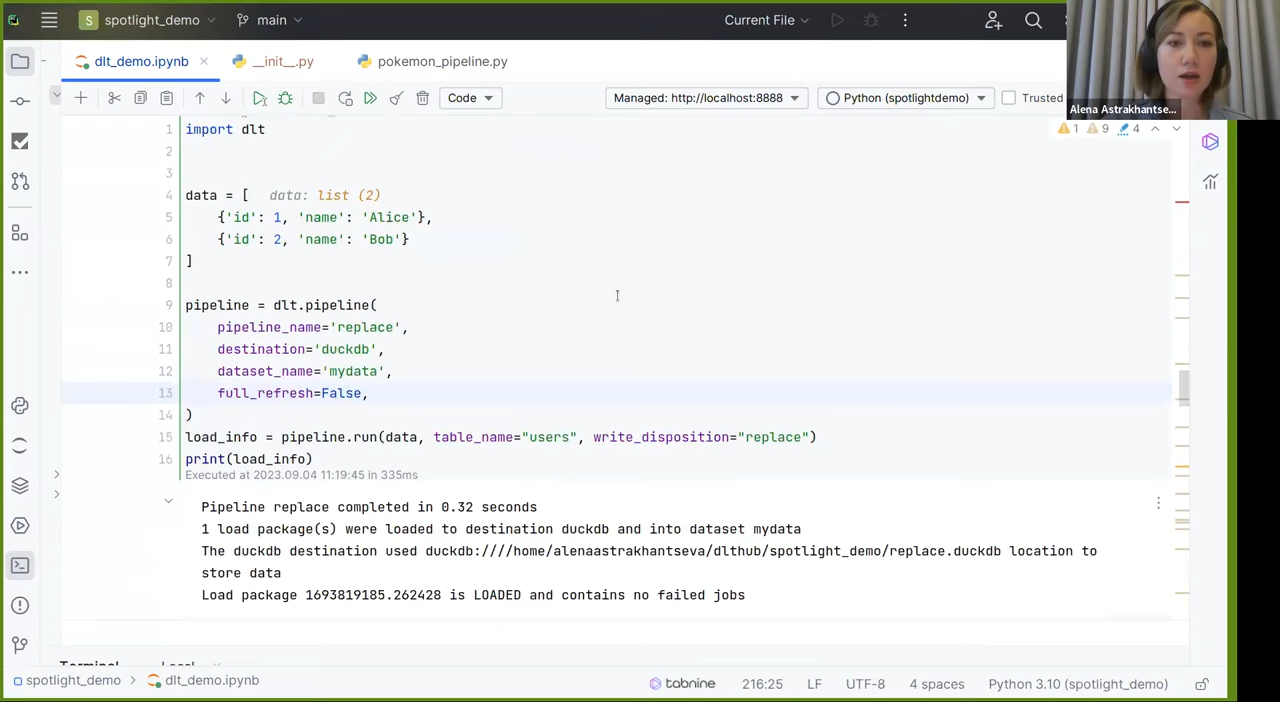 S spotlight_demo main Current File
dlt_demo.ipynb __init__.py pokemon_pipeline.py
Code Managed: http://localhost:8888 Python (spotlightdemo) Trusted
Alena Astrakhantse...
1 9 4
1 import dlt
2
3
4 data = [ data: list (2)
5 {'id': 1, 'name': 'Alice'},
6 {'id': 2, 'name': 'Bob'}
7 ]
8
9 pipeline = dlt.pipeline(
10 pipeline_name='replace',
11 destination='duckdb',
12 dataset_name='mydata',
13 full_refresh=False,
14 )
15 load_info = pipeline.run(data, table_name="users", write_disposition="replace")
16 print(load_info)
Executed at 2023.09.04 11:19:45 in 335ms
Pipeline replace completed in 0.32 seconds
1 load package(s) were loaded to destination duckdb and into dataset mydata
The duckdb destination used duckdb:////home/alenaastrakhantseva/dlthub/spotlight_demo/replace.duckdb location to
store data
Load package 1693819185.262428 is LOADED and contains no failed jobs
Terminal
spotlight_demo > dlt_demo.ipynb tabnine 216:25 LF UTF-8 4 spaces Python 3.10 (spotlight_demo)